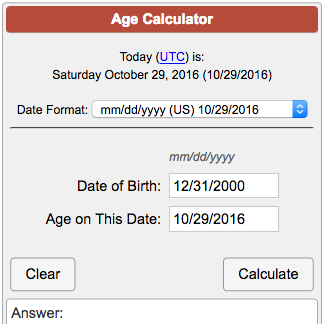 Age Calculator
Today (UTC) is:
Saturday October 29, 2016 (10/29/2016)
Date Format: mm/dd/yyyy (US) 10/29/2016
mm/dd/yyyy
Date of Birth: 12/31/2000
Age on This Date: 10/29/2016
Clear Calculate
Answer: